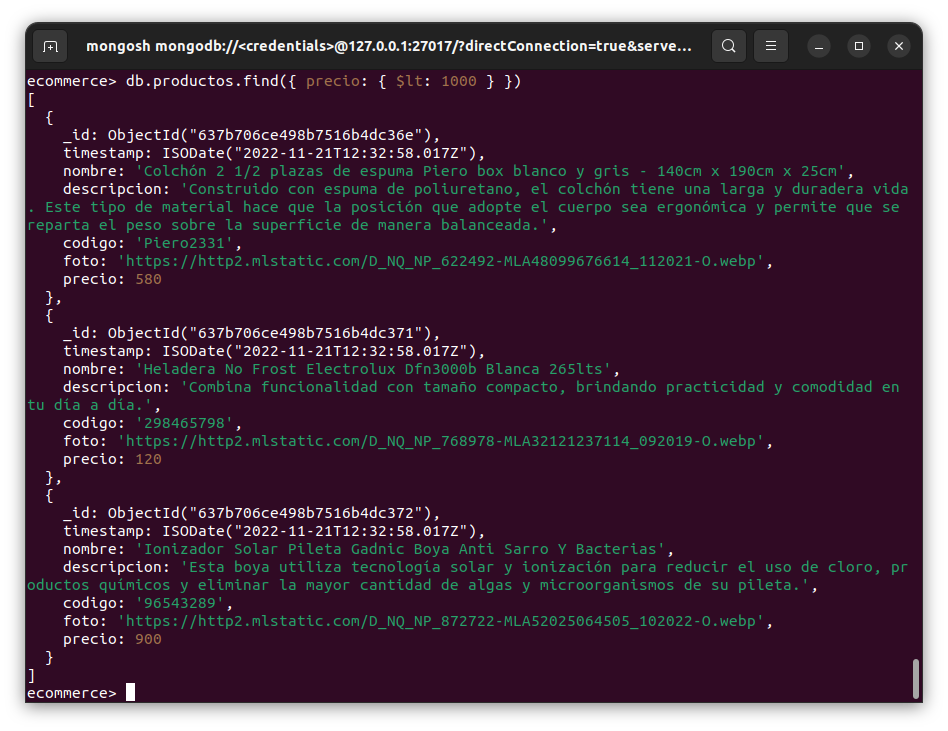 mongosh mongodb://<credentials>@127.0.0.1:27017/?directConnection=true&serve...
ecommerce> db.productos.find({ precio: { $lt: 1000 } })
[
  {
    _id: ObjectId("637b706ce498b7516b4dc36e"),
    timestamp: ISODate("2022-11-21T12:32:58.017Z"),
    nombre: 'Colchón 2 1/2 plazas de espuma Piero box blanco y gris - 140cm x 190cm x 25cm',
    descripcion: 'Construido con espuma de poliuretano, el colchón tiene una larga y duradera vida
. Este tipo de material hace que la posición que adopte el cuerpo sea ergonómica y permite que se
reparta el peso sobre la superficie de manera balanceada.',
    codigo: 'Piero2331',
    foto: 'https://http2.mlstatic.com/D_NQ_NP_622492-MLA48099676614_112021-O.webp',
    precio: 580
  },
  {
    _id: ObjectId("637b706ce498b7516b4dc371"),
    timestamp: ISODate("2022-11-21T12:32:58.017Z"),
    nombre: 'Heladera No Frost Electrolux Dfn3000b Blanca 265lts',
    descripcion: 'Combina funcionalidad con tamaño compacto, brindando practicidad y comodidad en
tu día a día.',
    codigo: '298465798',
    foto: 'https://http2.mlstatic.com/D_NQ_NP_768978-MLA32121237114_092019-O.webp',
    precio: 120
  },
  {
    _id: ObjectId("637b706ce498b7516b4dc372"),
    timestamp: ISODate("2022-11-21T12:32:58.017Z"),
    nombre: 'Ionizador Solar Pileta Gadnic Boya Anti Sarro Y Bacterias',
    descripcion: 'Esta boya utiliza tecnología solar y ionización para reducir el uso de cloro, pr
oductos químicos y eliminar la mayor cantidad de algas y microorganismos de su pileta.',
    codigo: '96543289',
    foto: 'https://http2.mlstatic.com/D_NQ_NP_872722-MLA52025064505_102022-O.webp',
    precio: 900
  }
]
ecommerce>